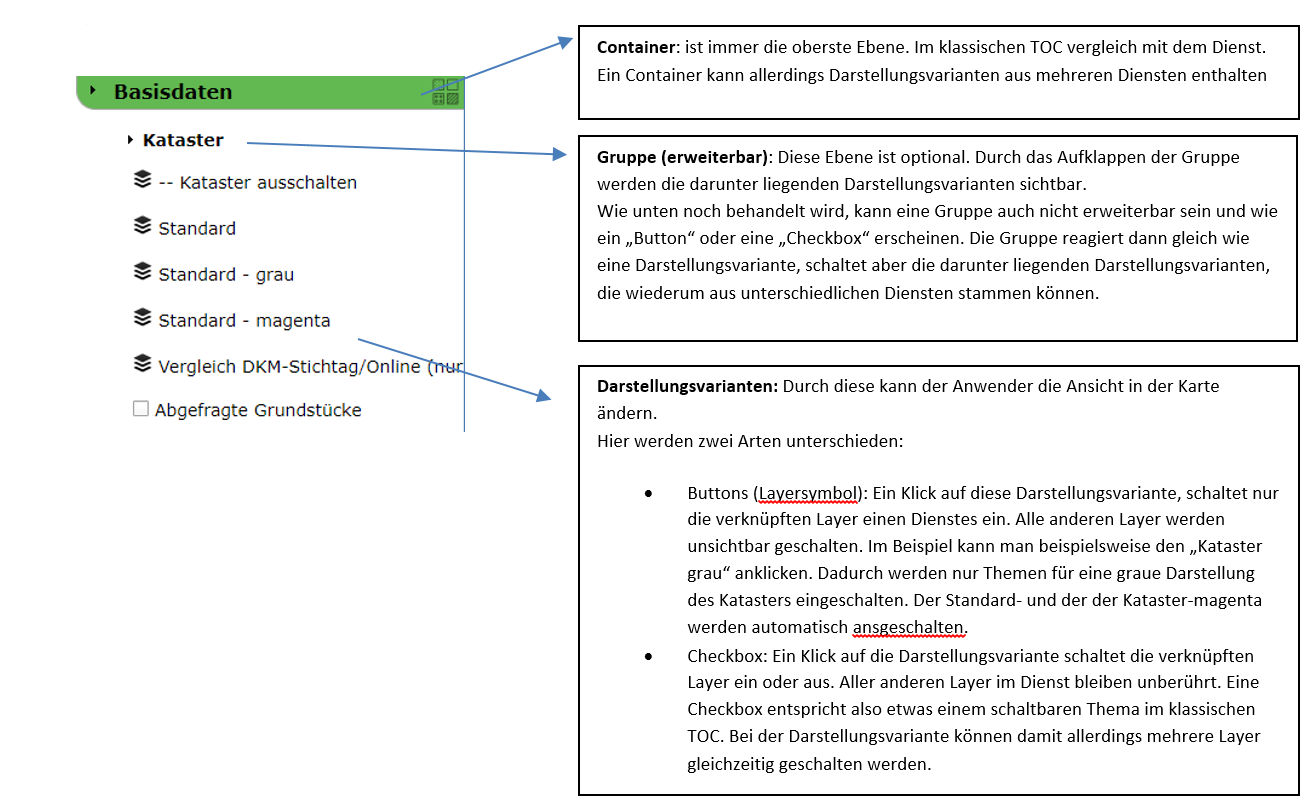 Basisdaten
Kataster
-- Kataster ausschalten
Standard
Standard - grau
Standard - magenta
Vergleich DKM-Stichtag/Online (nur
Abgefragte Grundstücke
Container: ist immer die oberste Ebene. Im klassischen TOC vergleich mit dem Dienst.
Ein Container kann allerdings Darstellungsvarianten aus mehreren Diensten enthalten
Gruppe (erweiterbar): Diese Ebene ist optional. Durch das Aufklappen der Gruppe
werden die darunter liegenden Darstellungsvarianten sichtbar.
Wie unten noch behandelt wird, kann eine Gruppe auch nicht erweiterbar sein und wie
ein „Button“ oder eine „Checkbox“ erscheinen. Die Gruppe reagiert dann gleich wie
eine Darstellungsvariante, schaltet aber die darunter liegenden Darstellungsvarianten,
die wiederum aus unterschiedlichen Diensten stammen können.
Darstellungsvarianten: Durch diese kann der Anwender die Ansicht in der Karte
ändern.
Hier werden zwei Arten unterschieden:
• Buttons (Layersymbol): Ein Klick auf diese Darstellungsvariante, schaltet nur
die verknüpften Layer einen Dienstes ein. Alle anderen Layer werden
unsichtbar geschalten. Im Beispiel kann man beispielsweise den „Kataster
grau“ anklicken. Dadurch werden nur Themen für eine graue Darstellung
des Katasters eingeschalten. Der Standard- und der der Kataster-magenta
werden automatisch ansgeschalten.
• Checkbox: Ein Klick auf die Darstellungsvariante schaltet die verknüpften
Layer ein oder aus. Aller anderen Layer im Dienst bleiben unberührt. Eine
Checkbox entspricht also etwas einem schaltbaren Thema im klassischen
TOC. Bei der Darstellungsvariante können damit allerdings mehrere Layer
gleichzeitig geschalten werden.